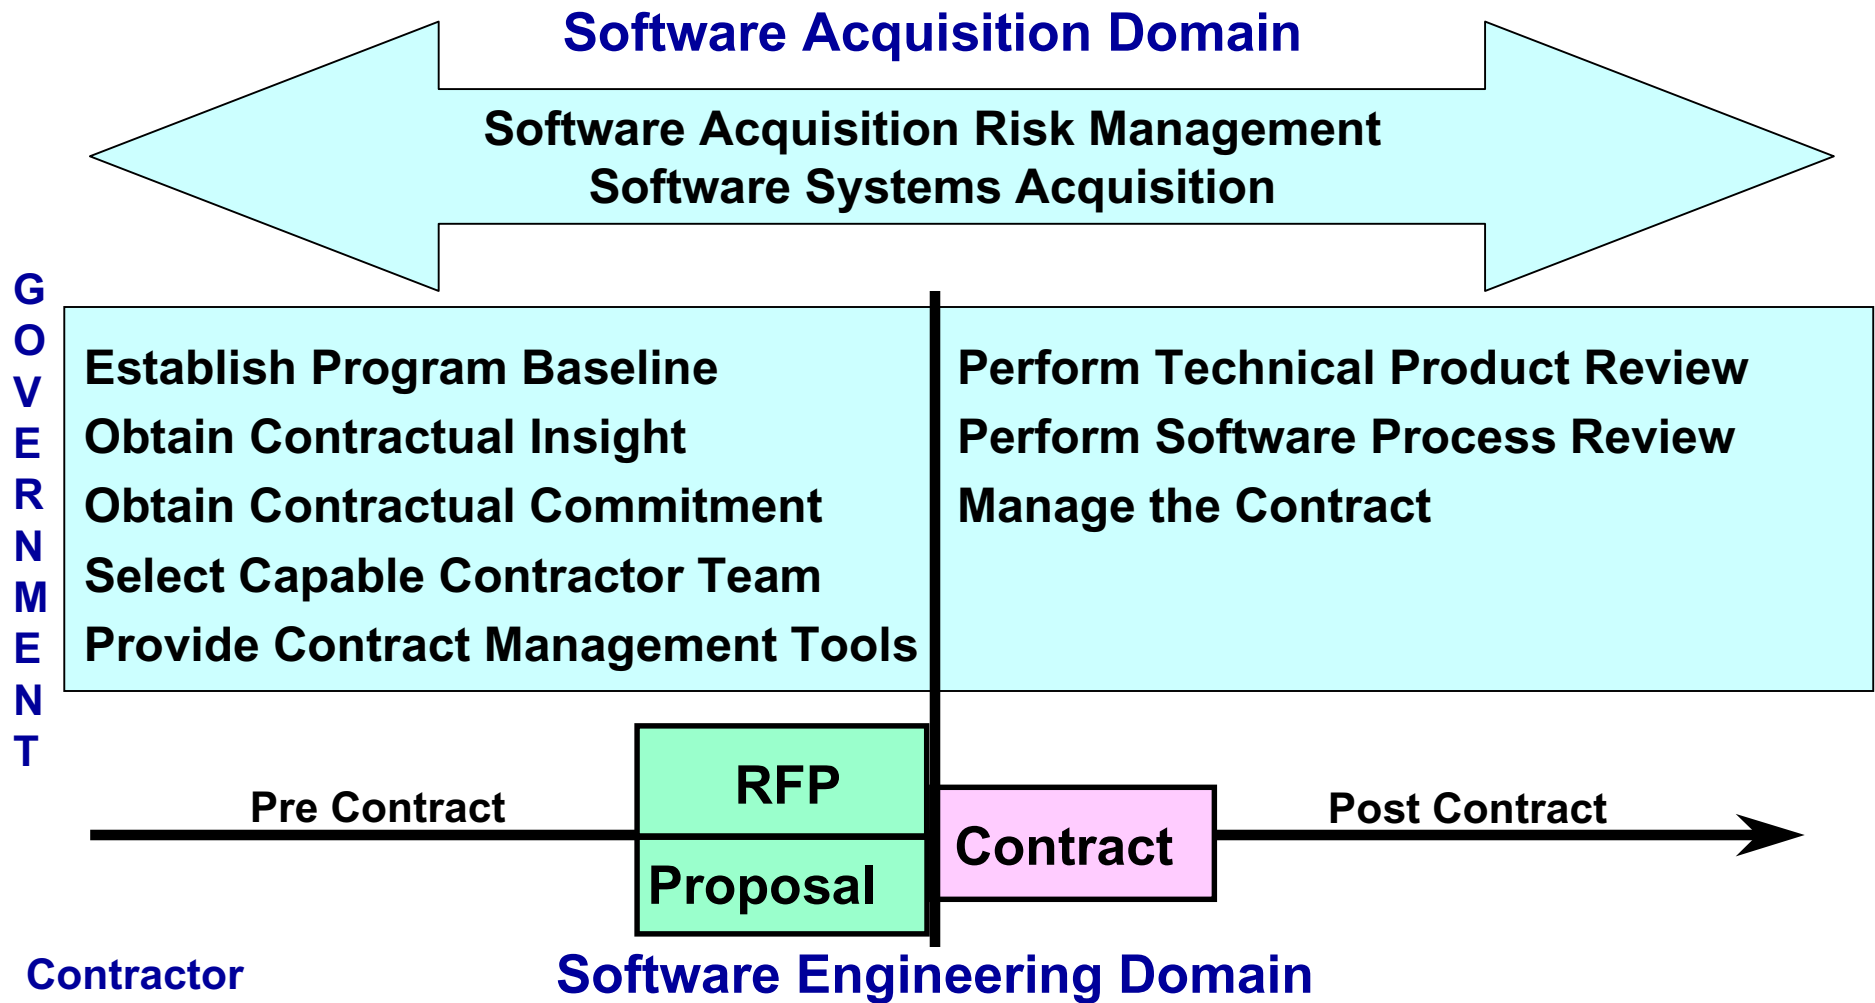 Software Acquisition Domain
Software Acquisition Risk Management
Software Systems Acquisition
GOVERNMENT
Establish Program Baseline
Obtain Contractual Insight
Obtain Contractual Commitment
Select Capable Contractor Team
Provide Contract Management Tools
Perform Technical Product Review
Perform Software Process Review
Manage the Contract
Pre Contract
RFP
Proposal
Contract
Post Contract
Contractor
Software Engineering Domain